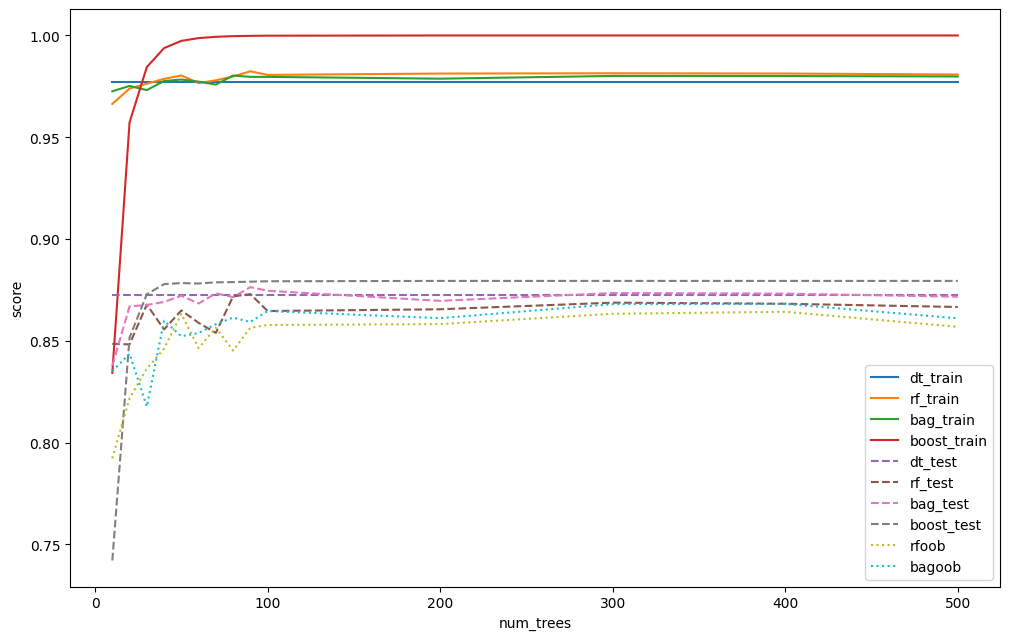 1.00
0.95
0.90
0.85
0.80
0.75
score
0 100 200 300 400 500
num_trees
dt_train
rf_train
bag_train
boost_train
dt_test
rf_test
bag_test
boost_test
rfoob
bagoob